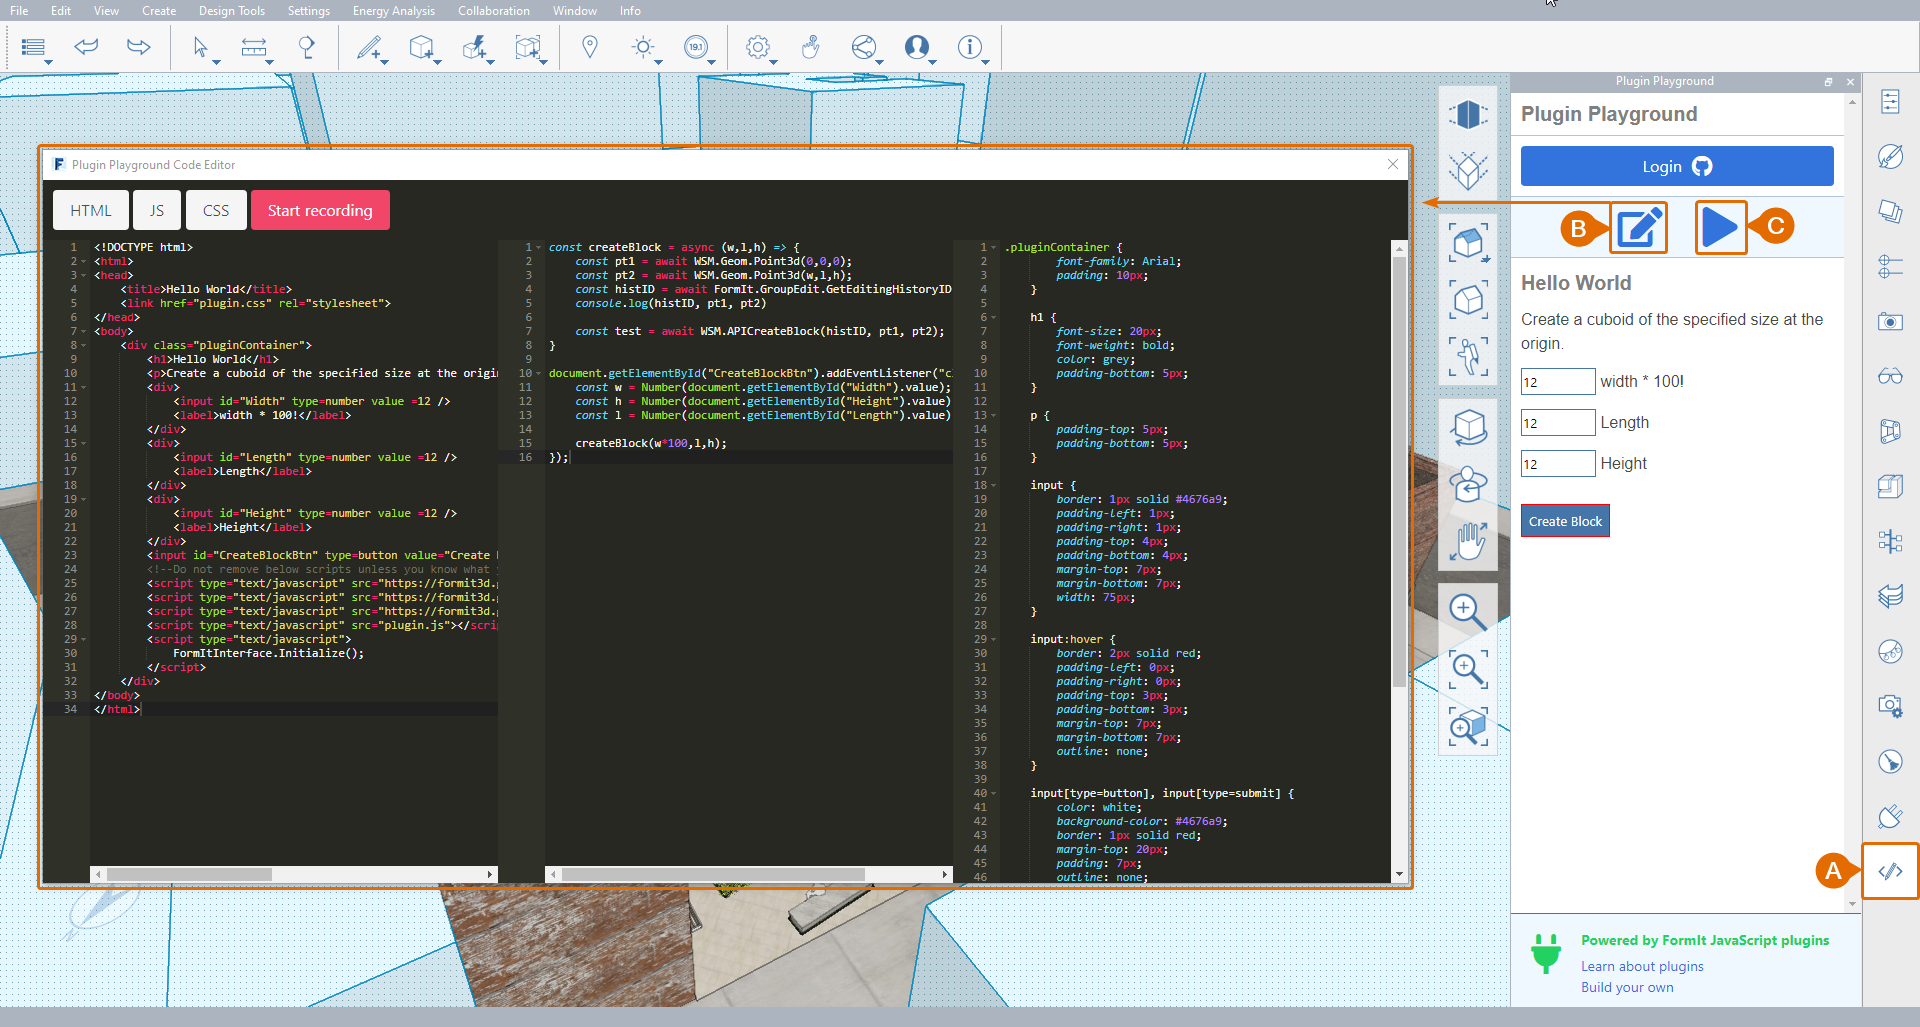 File Edit View Create Design Tools Settings Energy Analysis Collaboration Window Info
19.1
Plugin Playground
Plugin Playground
Login
B
C
Hello World
Create a cuboid of the specified size at the
origin.
12 width * 100!
12 Length
12 Height
Create Block
A
Powered by FormIt JavaScript plugins
Learn about plugins
Build your own
Plugin Playground Code Editor
HTML JS CSS Start recording
1 <!DOCTYPE html>
2 <html>
3 <head>
4 <title>Hello World</title>
5 <link href="plugin.css" rel="stylesheet">
6 </head>
7 <body>
8 <div class="pluginContainer">
9 <h1>Hello World</h1>
10 <p>Create a cuboid of the specified size at the origi
11 <div>
12 <input id="Width" type=number value =12 />
13 <label>width * 100!</label>
14 </div>
15 <div>
16 <input id="Length" type=number value =12 />
17 <label>Length</label>
18 </div>
19 <div>
20 <input id="Height" type=number value =12 />
21 <label>Height</label>
22 </div>
23 <input id="CreateBlockBtn" type=button value="Create
24 <!--Do not remove below scripts unless you know what
25 <script type="text/javascript" src="https://formit3d.
26 <script type="text/javascript" src="https://formit3d.
27 <script type="text/javascript" src="https://formit3d.
28 <script type="text/javascript" src="plugin.js"></scri
29 <script type="text/javascript">
30 FormItInterface.Initialize();
31 </script>
32 </div>
33 </body>
34 </html>
1 const createBlock = async (w,l,h) => {
2 const pt1 = await WSM.Geom.Point3d(0,0,0);
3 const pt2 = await WSM.Geom.Point3d(w,l,h);
4 const histID = await FormIt.GroupEdit.GetEditingHistoryID
5 console.log(histID, pt1, pt2)
6
7 const test = await WSM.APICreateBlock(histID, pt1, pt2);
8 }
9
10 document.getElementById("CreateBlockBtn").addEventListener("c
11 const w = Number(document.getElementById("Width").value);
12 const h = Number(document.getElementById("Height").value)
13 const l = Number(document.getElementById("Length").value)
14
15 createBlock(w*100,l,h);
16 });
1 .pluginContainer {
2 font-family: Arial;
3 padding: 10px;
4 }
5
6 h1 {
7 font-size: 20px;
8 font-weight: bold;
9 color: grey;
10 padding-bottom: 5px;
11 }
12
13 p {
14 padding-top: 5px;
15 padding-bottom: 5px;
16 }
17
18 input {
19 border: 1px solid #4676a9;
20 padding-left: 1px;
21 padding-right: 1px;
22 padding-top: 4px;
23 padding-bottom: 4px;
24 margin-top: 7px;
25 margin-bottom: 7px;
26 width: 75px;
27 }
28
29 input:hover {
30 border: 2px solid red;
31 padding-left: 0px;
32 padding-right: 0px;
33 padding-top: 3px;
34 padding-bottom: 3px;
35 margin-top: 7px;
36 margin-bottom: 7px;
37 outline: none;
38 }
39
40 input[type=button], input[type=submit] {
41 color: white;
42 background-color: #4676a9;
43 border: 1px solid red;
44 margin-top: 20px;
45 padding: 7px;
46 outline: none;